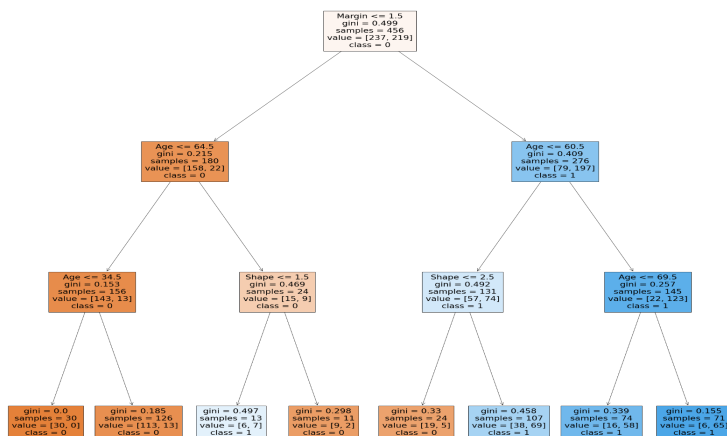 Margin <= 1.5
gini = 0.499
samples = 456
value = [237, 219]
class = 0
Age <= 64.5
gini = 0.215
samples = 180
value = [158, 22]
class = 0
Age <= 60.5
gini = 0.409
samples = 276
value = [79, 197]
class = 1
Age <= 34.5
gini = 0.153
samples = 156
value = [143, 13]
class = 0
Shape <= 1.5
gini = 0.469
samples = 24
value = [15, 9]
class = 0
Shape <= 2.5
gini = 0.492
samples = 131
value = [57, 74]
class = 1
Age <= 69.5
gini = 0.257
samples = 145
value = [22, 123]
class = 1
gini = 0.0
samples = 30
value = [30, 0]
class = 0
gini = 0.185
samples = 126
value = [113, 13]
class = 0
gini = 0.497
samples = 13
value = [6, 7]
class = 1
gini = 0.298
samples = 11
value = [9, 2]
class = 0
gini = 0.33
samples = 24
value = [19, 5]
class = 0
gini = 0.458
samples = 107
value = [38, 69]
class = 1
gini = 0.339
samples = 74
value = [16, 58]
class = 1
gini = 0.155
samples = 71
value = [6,
class = 1